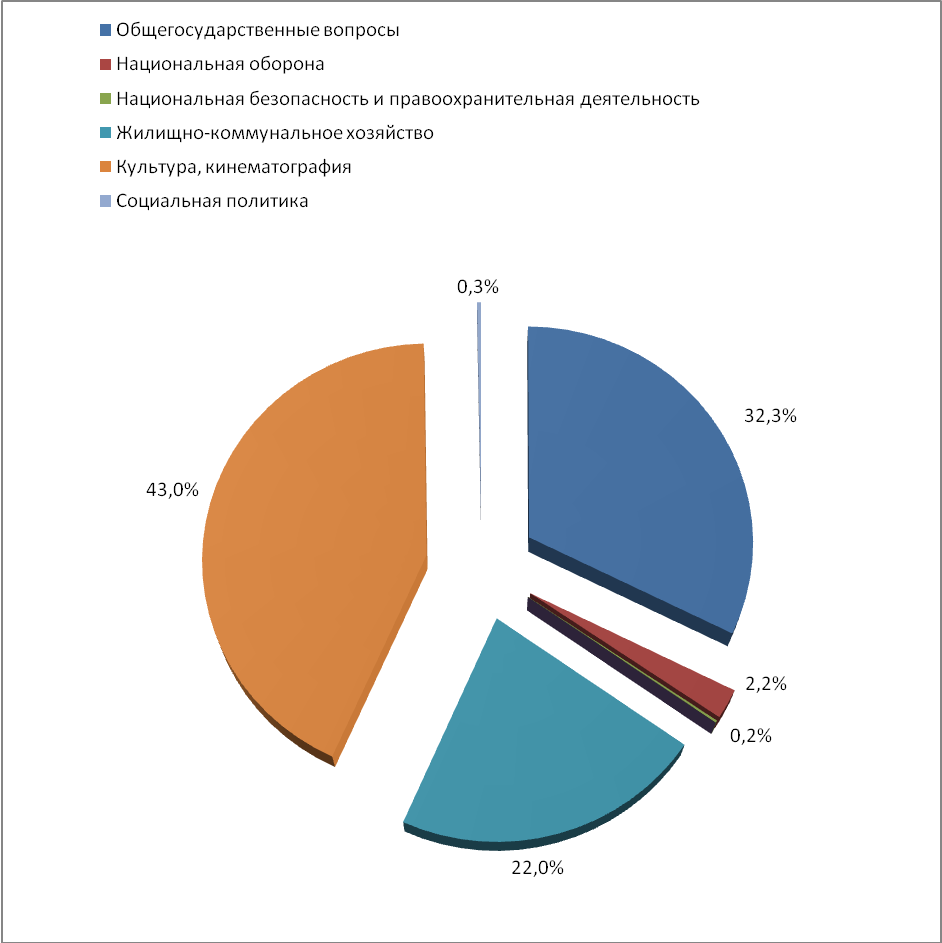 Общегосударственные вопросы
Национальная оборона
Национальная безопасность и правоохранительная деятельность
Жилищно-коммунальное хозяйство
Культура, кинематография
Социальная политика
0,3%
32,3%
43,0%
2,2%
0,2%
22,0%